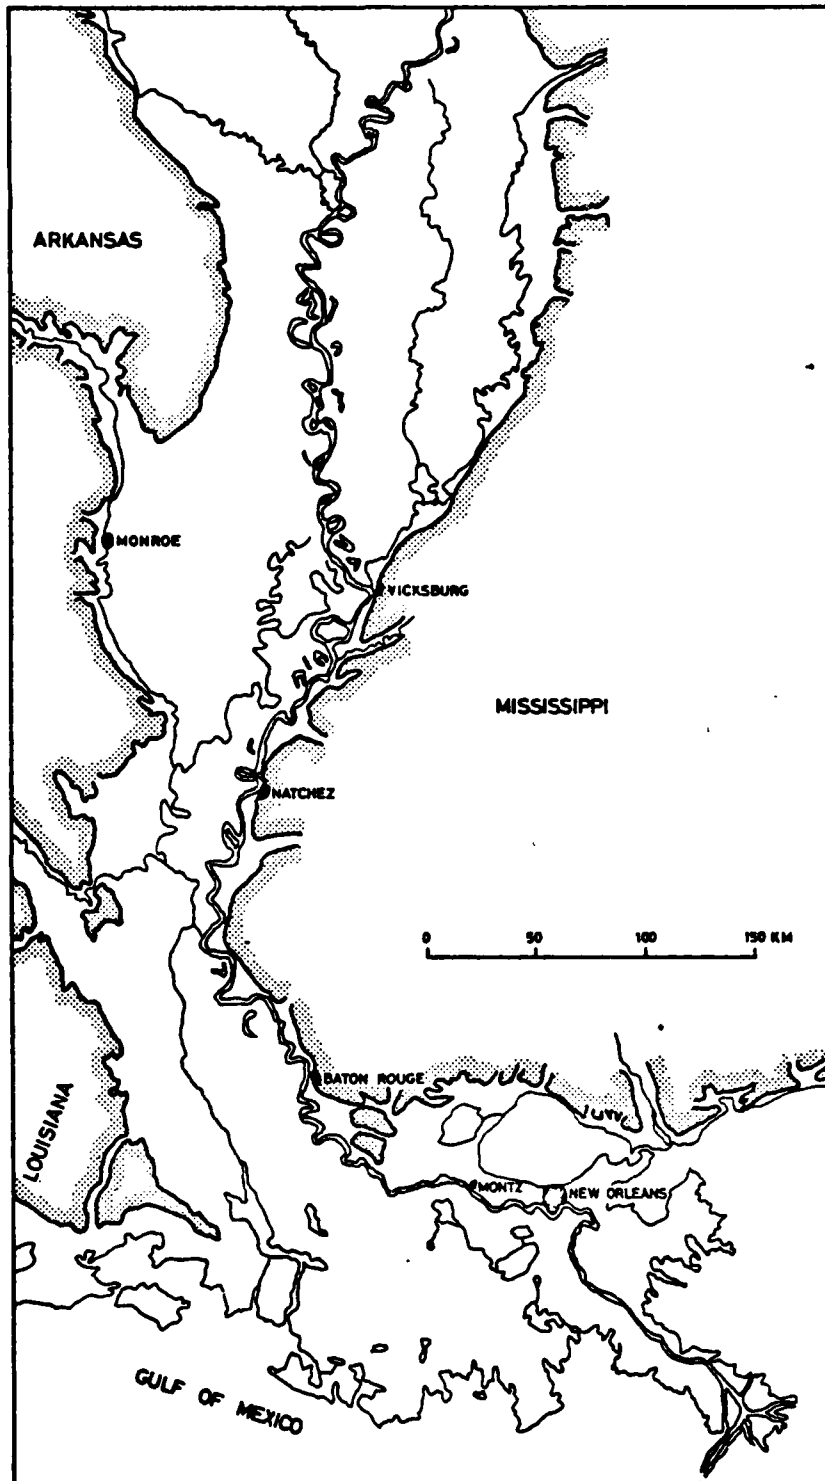 ARKANSAS
MONROE
VICKSBURG
MISSISSIPPI
NATCHEZ
0 50 100 150 KM
BATON ROUGE
LOUISIANA
MONTZ
NEW ORLEANS
GULF OF MEXICO